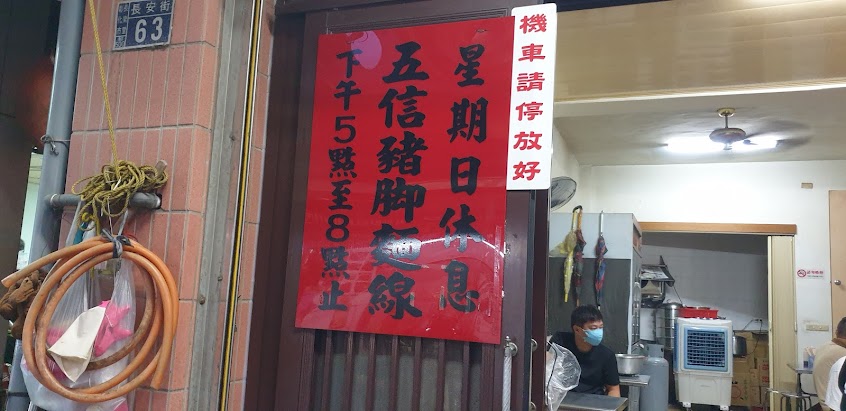 長安街
63
機車請停放好
星期日休息
五信豬脚麵線
下午5點至8點止